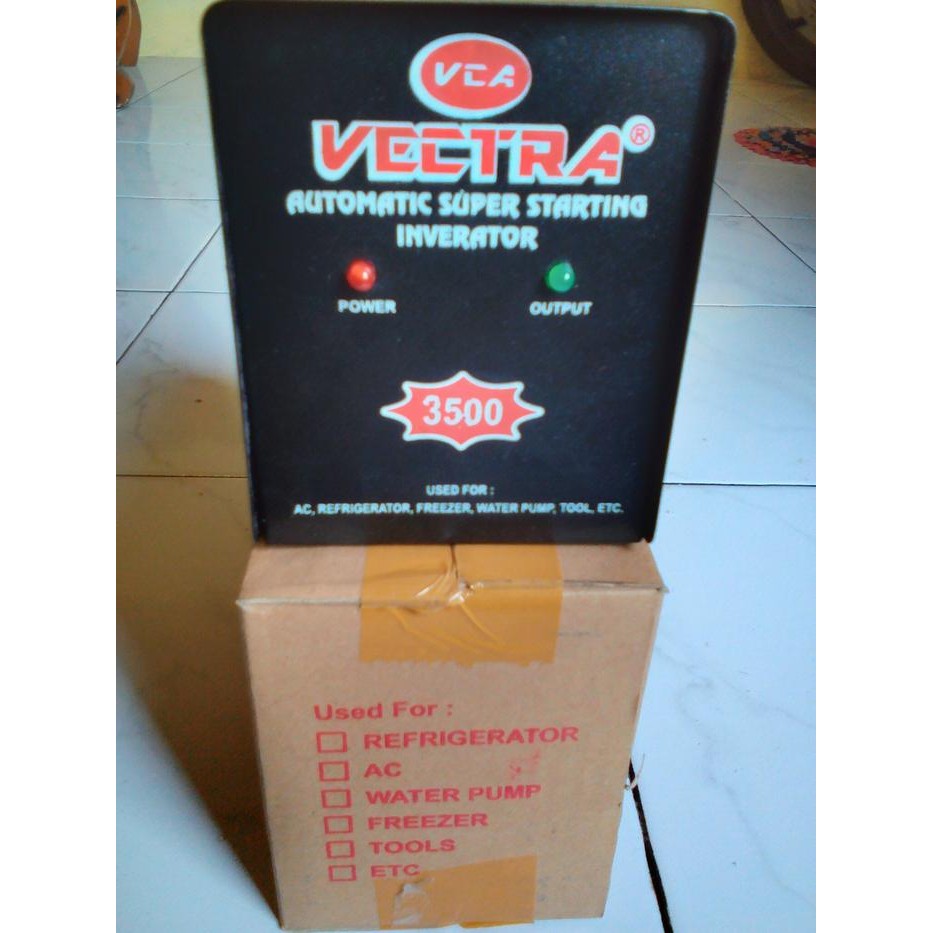 VCA
VECTRA®
AUTOMATIC SUPER STARTING
INVERATOR
POWER OUTPUT
3500
USED FOR :
AC, REFRIGERATOR, FREEZER, WATER PUMP, TOOL, ETC.
Used For :
REFRIGERATOR
AC
WATER PUMP
FREEZER
TOOLS
ETC